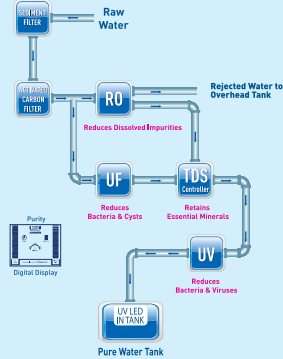 SEDIMENT
FILTER
Raw
Water
ACTIVATED
CARBON
FILTER
RO
Rejected Water to
Overhead Tank
Reduces Dissolved Impurities
UF
TDS
Controller
Reduces
Bacteria & Cysts
Retains
Essential Minerals
Purity
Digital Display
UV
Reduces
Bacteria & Viruses
UV LED
IN TANK
Pure Water Tank